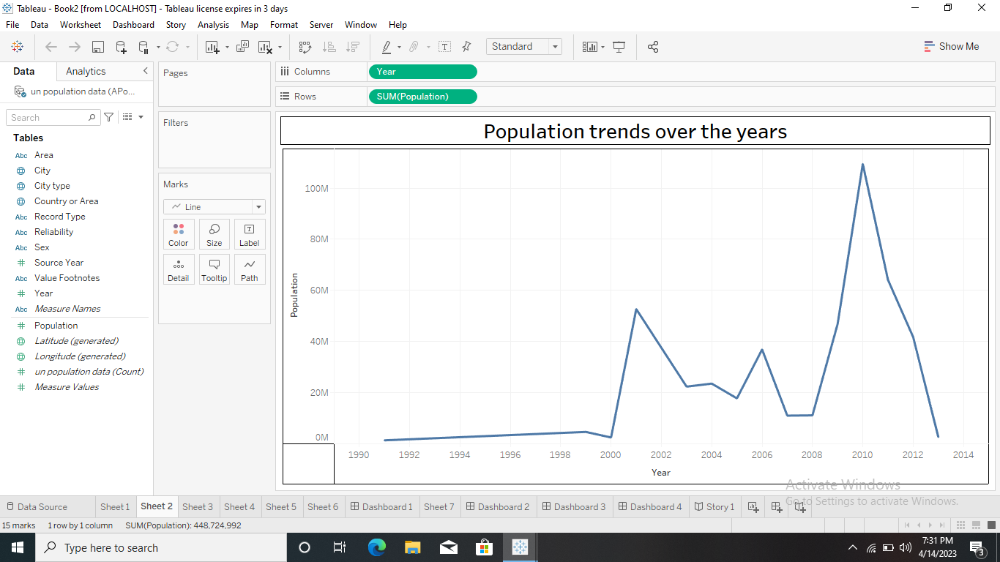 Tableau - Book2 [from LOCALHOST] - Tableau license expires in 3 days
File Data Worksheet Dashboard Story Analysis Map Format Server Window Help
Standard
Show Me
Data Analytics
un population data (APo...
Search
Tables
Abc Area
City
City type
Country or Area
Abc Record Type
Abc Reliability
Abc Sex
Source Year
Abc Value Footnotes
Year
Abc Measure Names
Population
Latitude (generated)
Longitude (generated)
un population data (Count)
Measure Values
Pages
Filters
Marks
Line
Color Size Label
Detail Tooltip Path
Columns Year
Rows SUM(Population)
Population trends over the years
100M
80M
60M
40M
20M
0M
Population
1990 1992 1994 1996 1998 2000 2002 2004 2006 2008 2010 2012 2014
Year
Activate Windows
Go to Settings to activate Windows.
Data Source Sheet 1 Sheet 2 Sheet 3 Sheet 4 Sheet 5 Sheet 6 Dashboard 1 Sheet 7 Dashboard 2 Dashboard 3 Dashboard 4 Story 1
15 marks 1 row by 1 column SUM(Population): 448,724,992
Type here to search
7:31 PM
4/14/2023
3